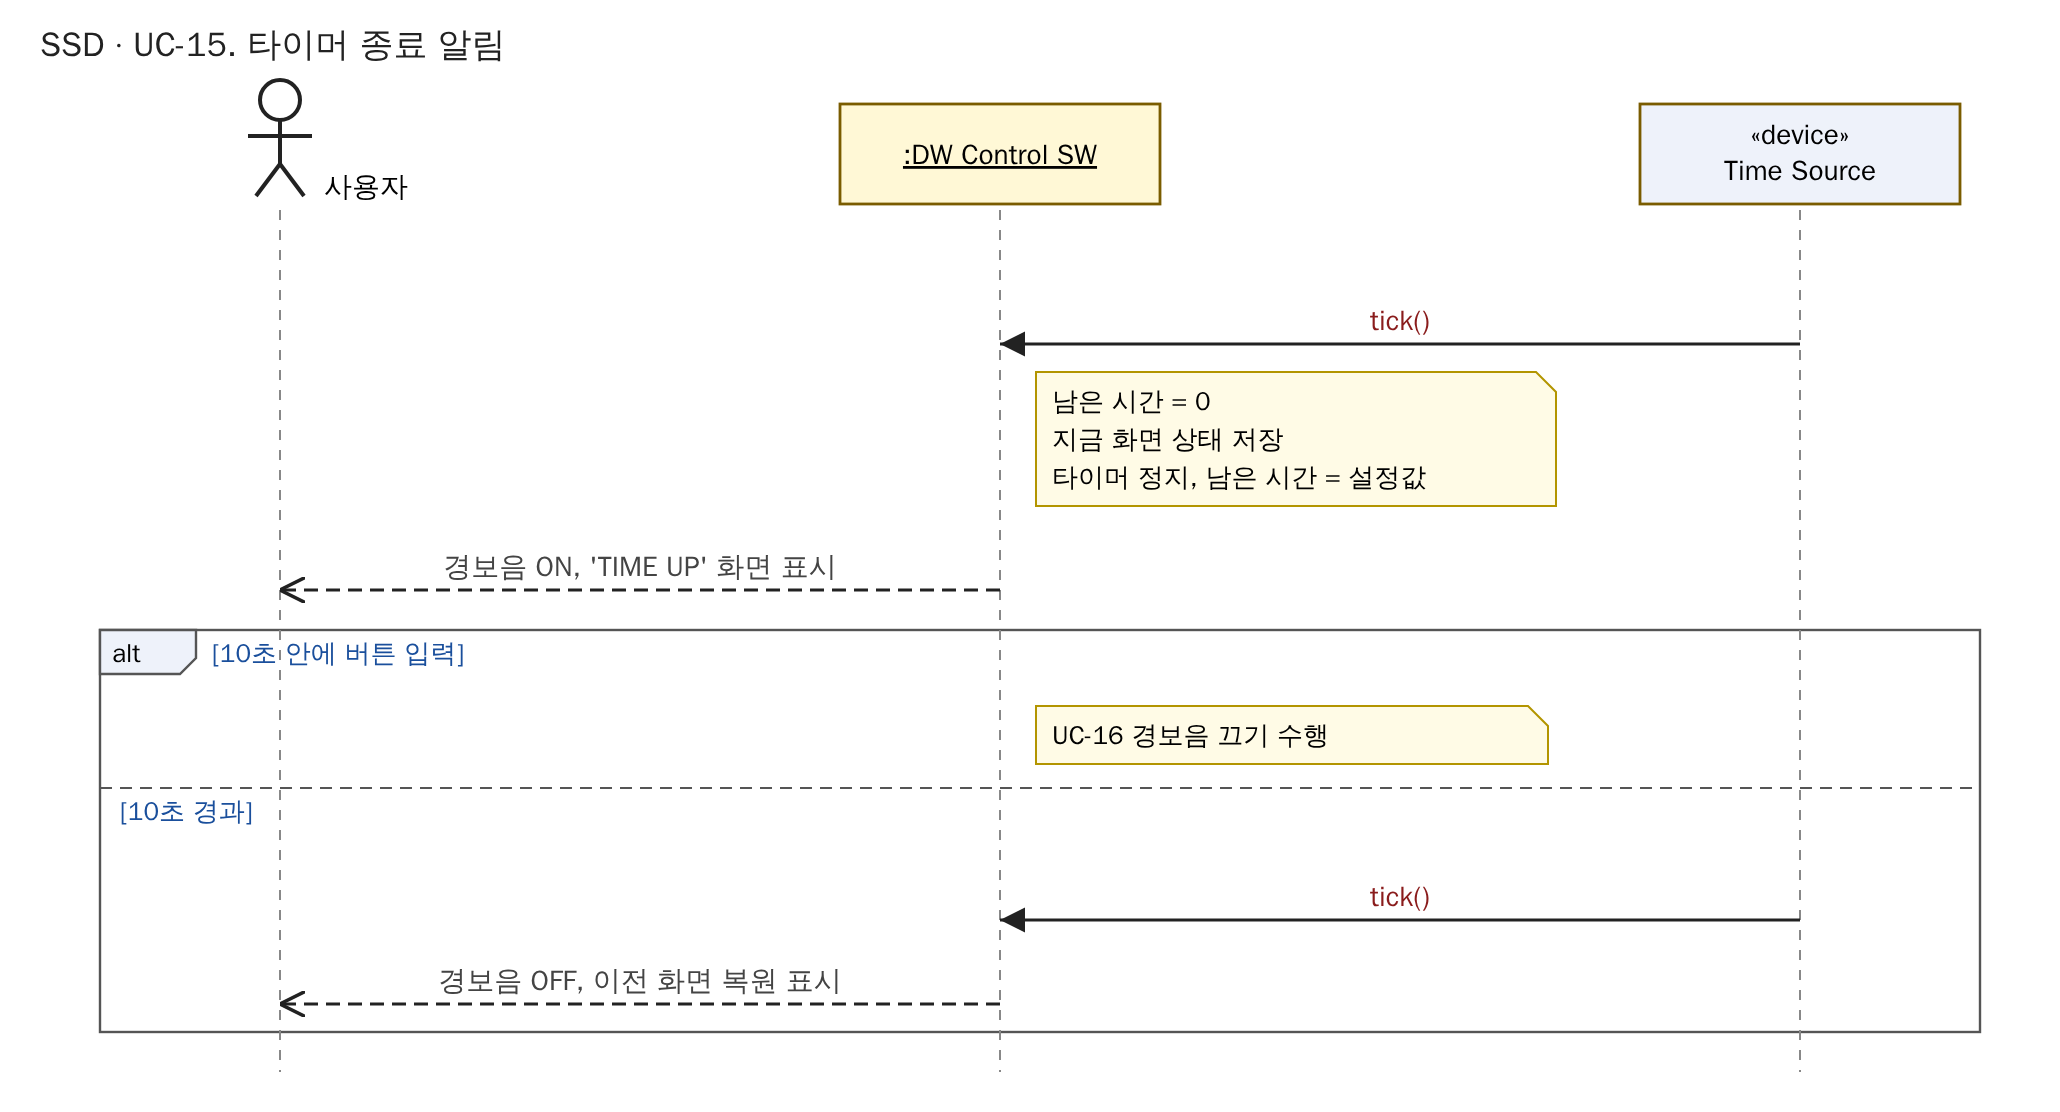 SSD · UC-15. 타이머 종료 알림
사용자
:DW Control SW
«device»
Time Source
tick()
남은 시간 = 0
지금 화면 상태 저장
타이머 정지, 남은 시간 = 설정값
경보음 ON, 'TIME UP' 화면 표시
alt
[10초 안에 버튼 입력]
UC-16 경보음 끄기 수행
[10초 경과]
tick()
경보음 OFF, 이전 화면 복원 표시